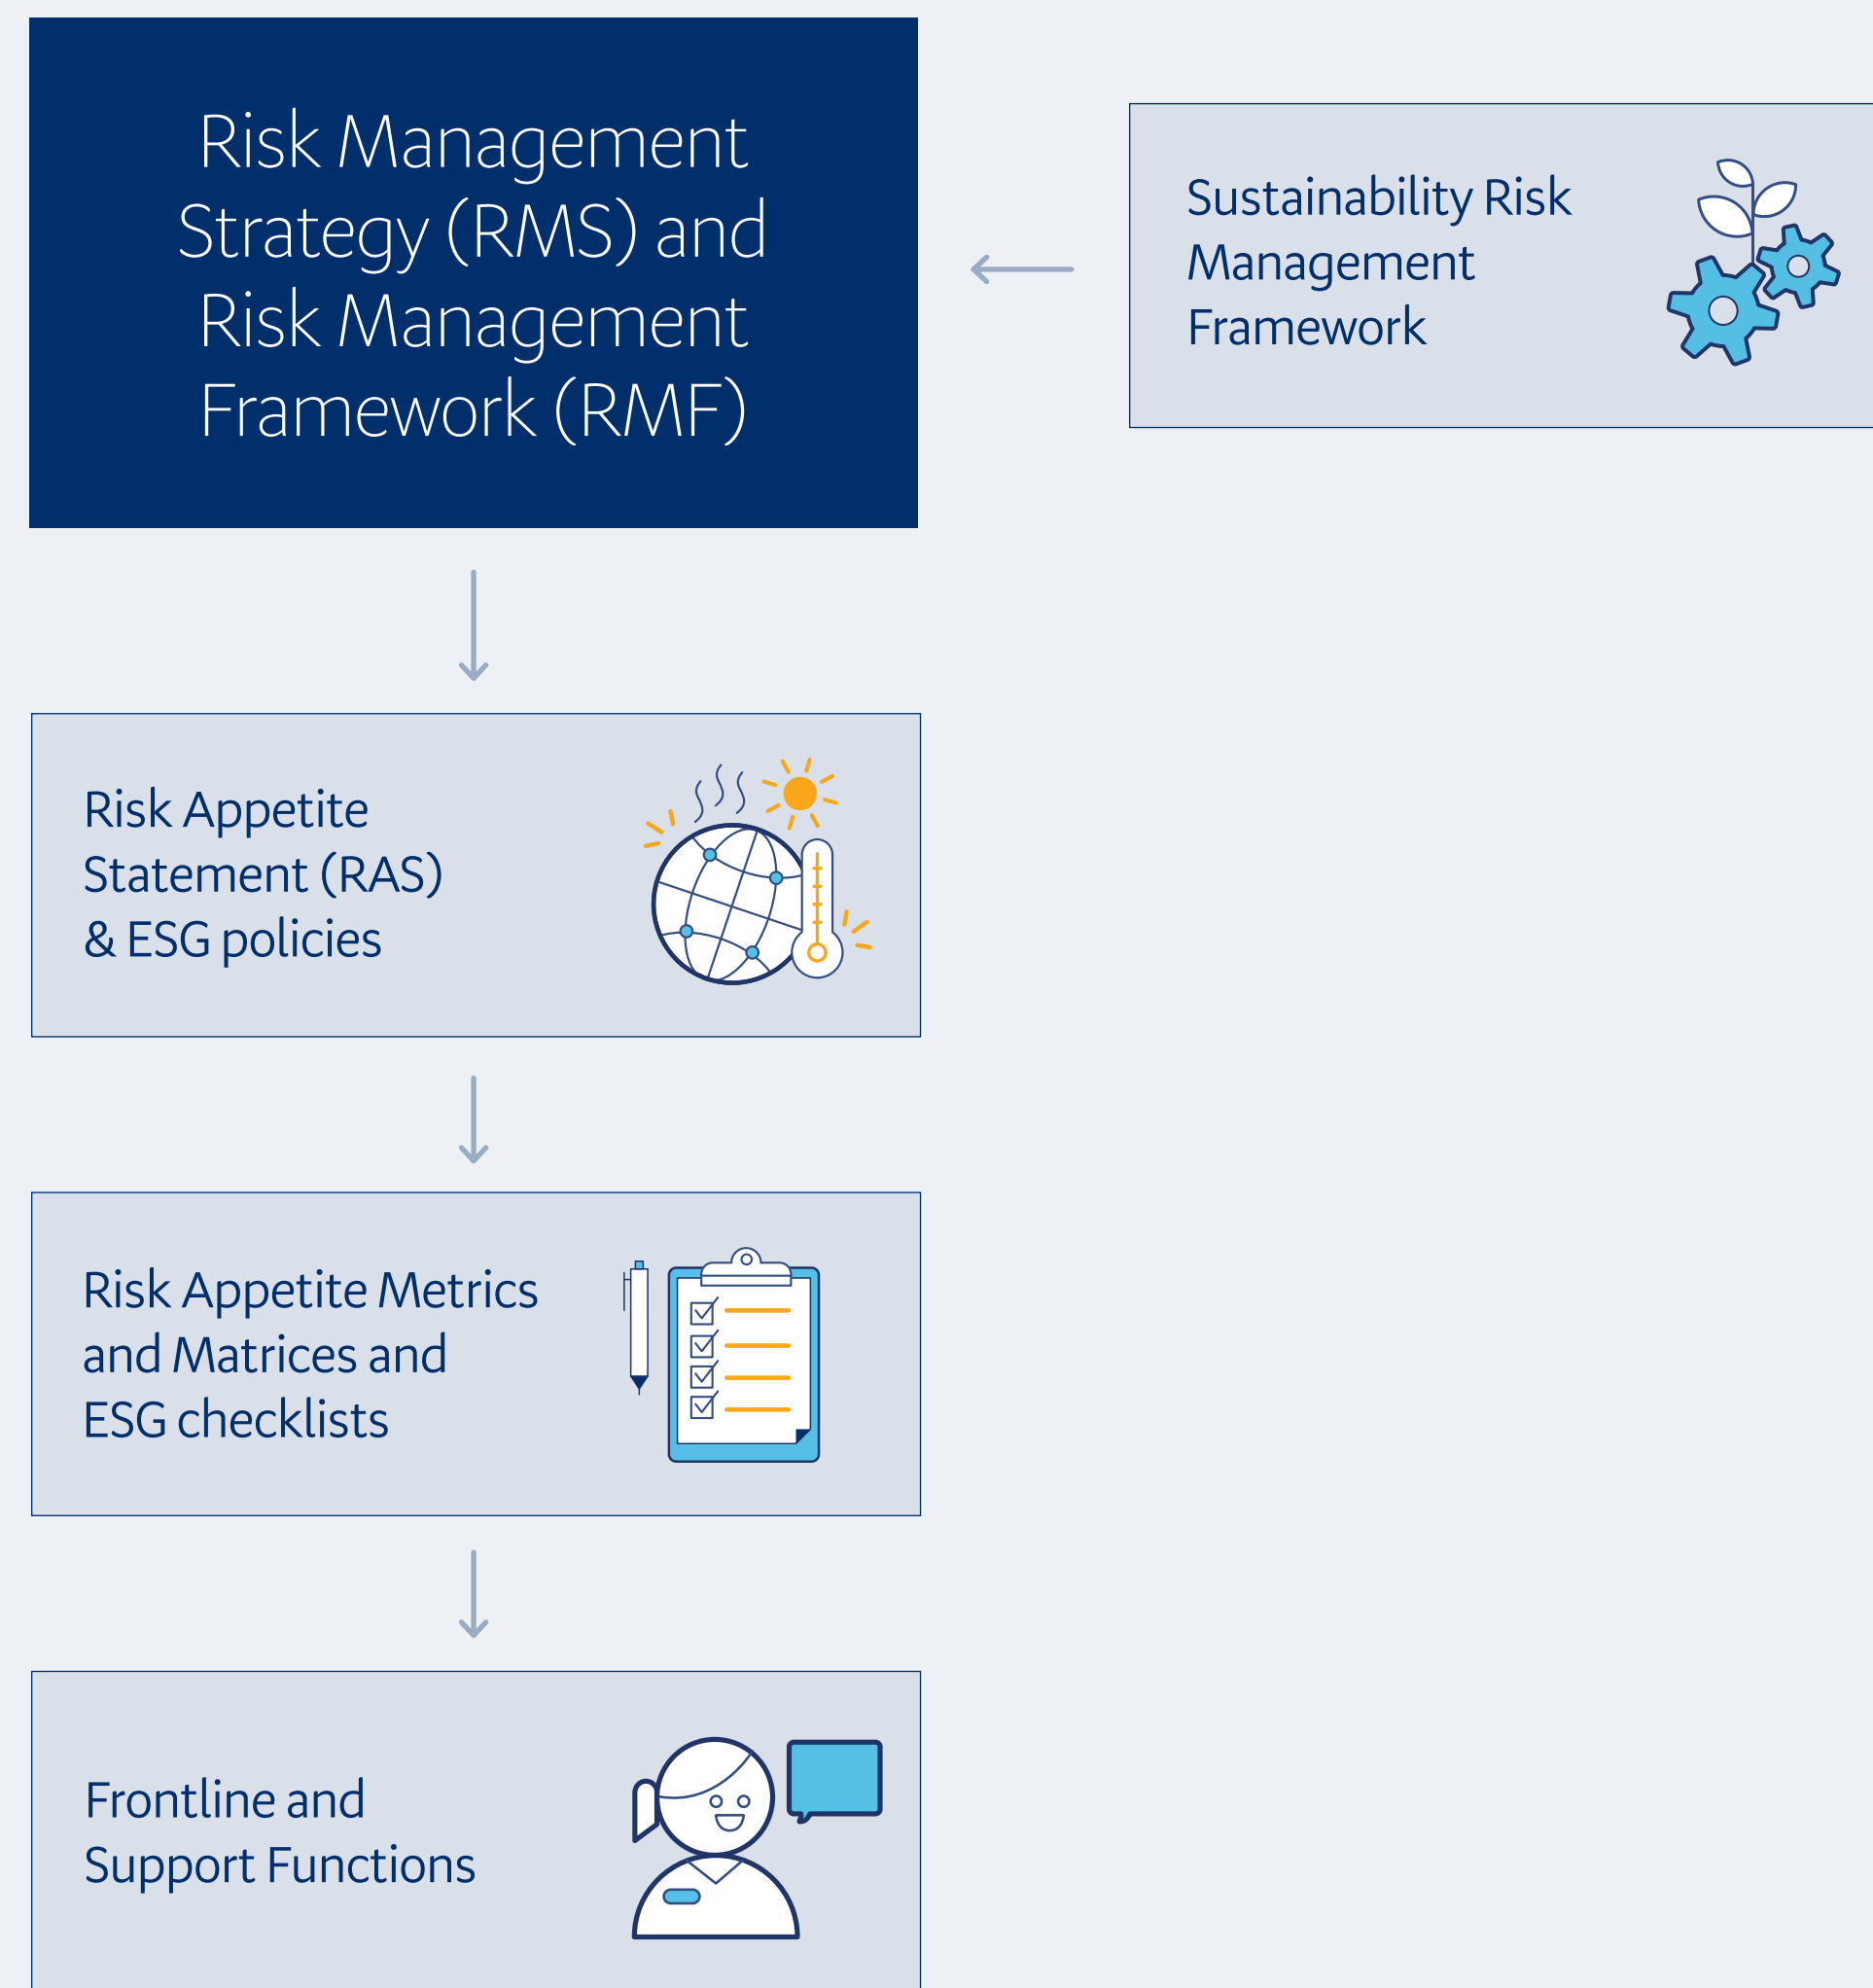 Risk Management
Strategy (RMS) and
Risk Management
Framework (RMF)
Sustainability Risk
Management
Framework
Risk Appetite
Statement (RAS)
& ESG policies
Risk Appetite Metrics
and Matrices and
ESG checklists
Frontline and
Support Functions